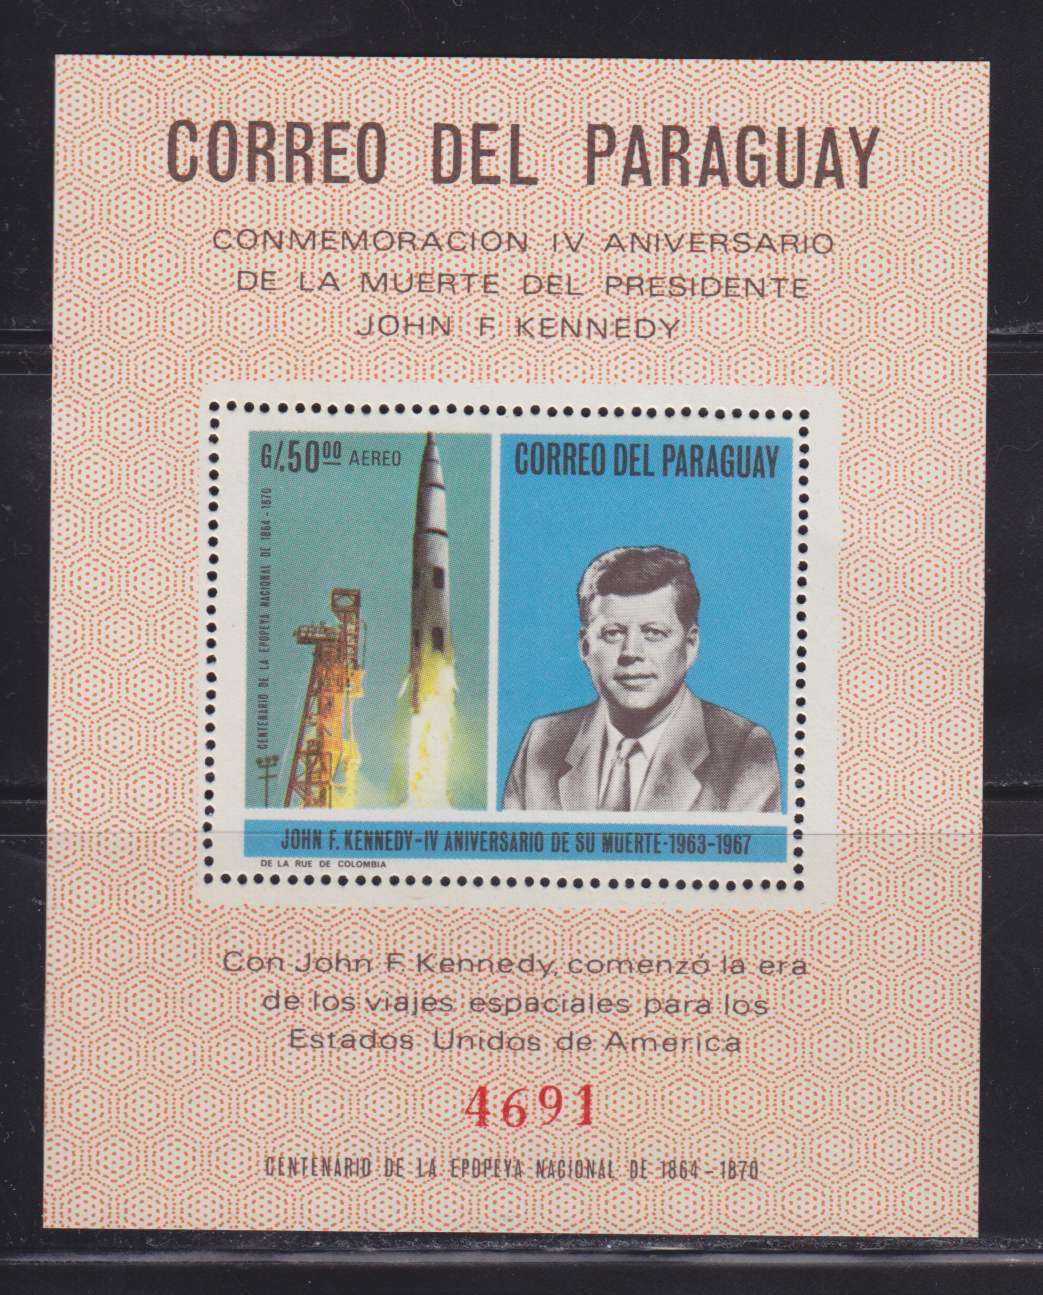 CORREO DEL PARAGUAY
CONMEMORACION IV ANIVERSARIO
DE LA MUERTE DEL PRESIDENTE
JOHN F. KENNEDY
G/.50⁰⁰ AEREO
CORREO DEL PARAGUAY
CENTENARIO DE LA EPOPEYA NACIONAL DE 1864-1870
JOHN F. KENNEDY-IV ANIVERSARIO DE SU MUERTE-1963-1967
DE LA RUE DE COLOMBIA
Con John F. Kennedy, comenzó la era
de los viajes espaciales para los
Estados Unidos de America
4691
CENTENARIO DE LA EPOPEYA NACIONAL DE 1864-1870